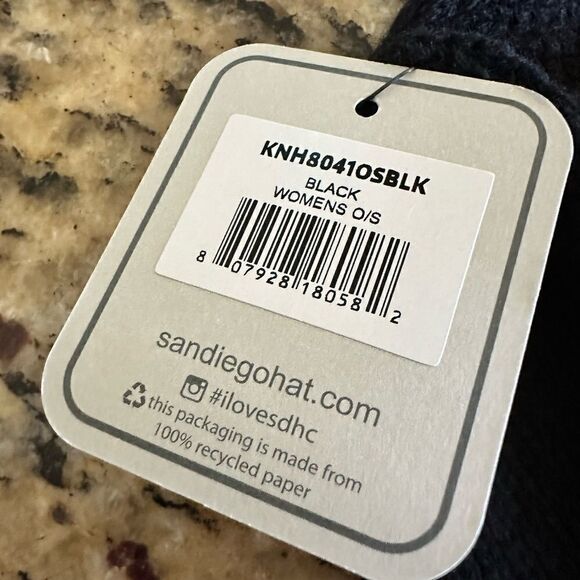 KNH8041OSBLK
BLACK
WOMENS O/S
8 07928 18058 2
sandiegohat.com
#ilovesdhc
this packaging is made from
100% recycled paper